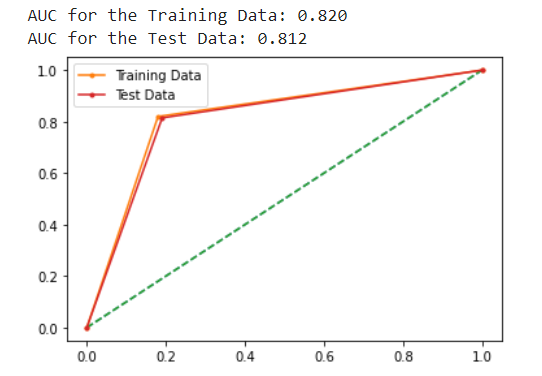 AUC for the Training Data: 0.820
AUC for the Test Data: 0.812
1.0
Training Data
Test Data
0.8
0.6
0.4
0.2
0.0
0.0 0.2 0.4 0.6 0.8 1.0